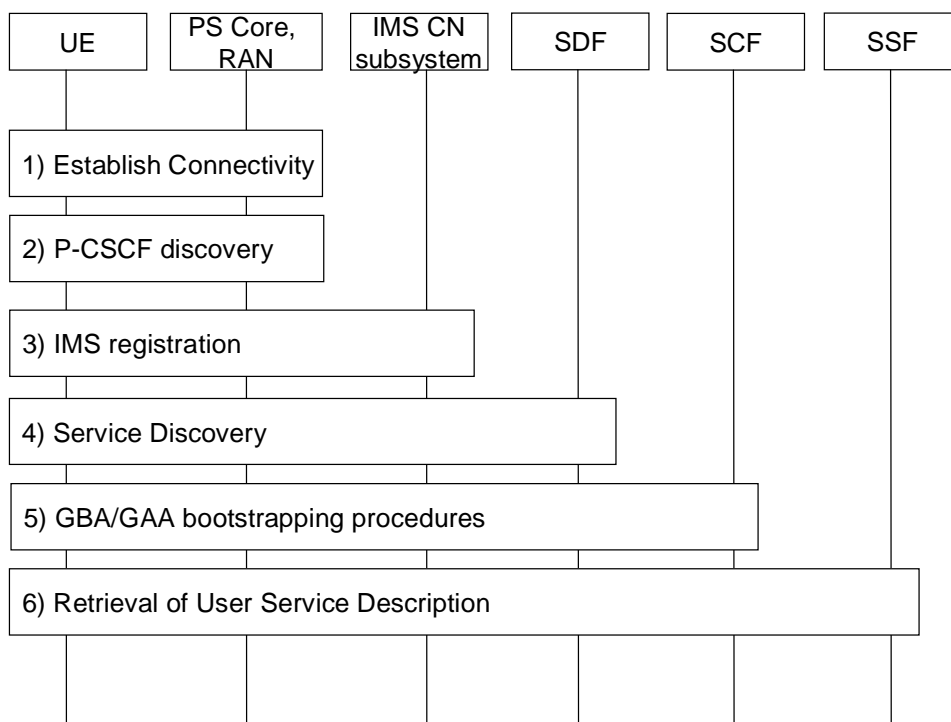 UE
PS Core,
RAN
IMS CN
subsystem
SDF
SCF
SSF
1) Establish Connectivity
2) P-CSCF discovery
3) IMS registration
4) Service Discovery
5) GBA/GAA bootstrapping procedures
6) Retrieval of User Service Description